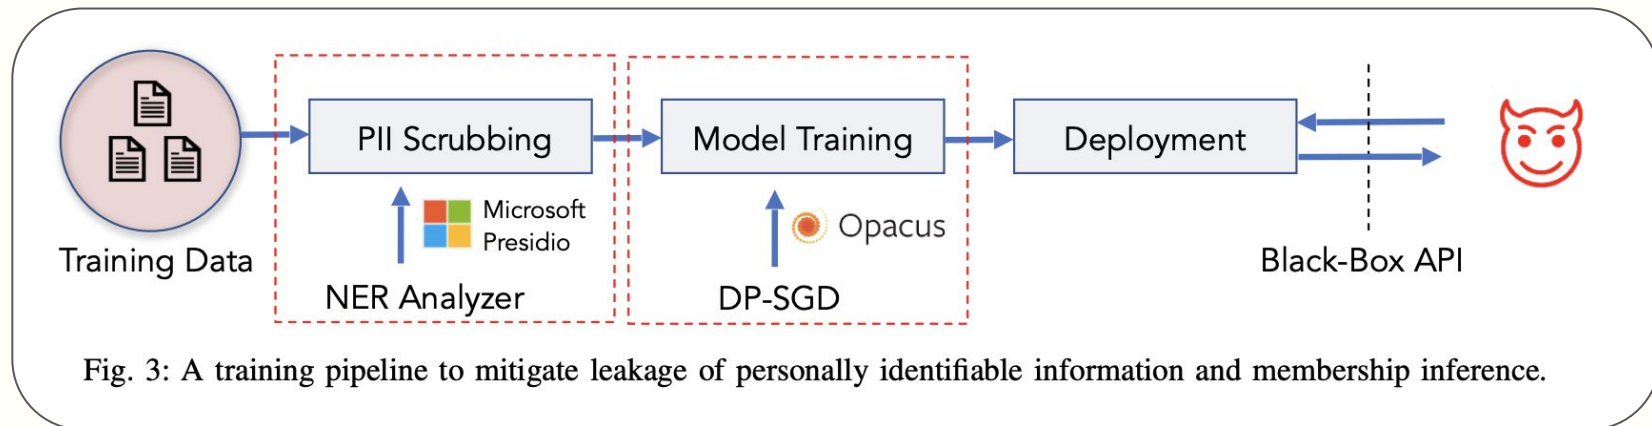 PII Scrubbing
Model Training
Deployment
Microsoft
Presidio
Opacus
Training Data
NER Analyzer
DP-SGD
Black-Box API
Fig. 3: A training pipeline to mitigate leakage of personally identifiable information and membership inference.